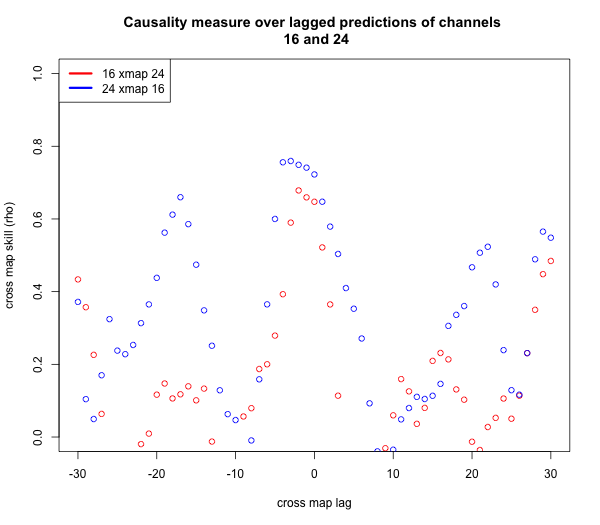 Causality measure over lagged predictions of channels
16 and 24
16 xmap 24
24 xmap 16
cross map skill (rho)
1.0
0.8
0.6
0.4
0.2
0.0
-30 -20 -10 0 10 20 30
cross map lag